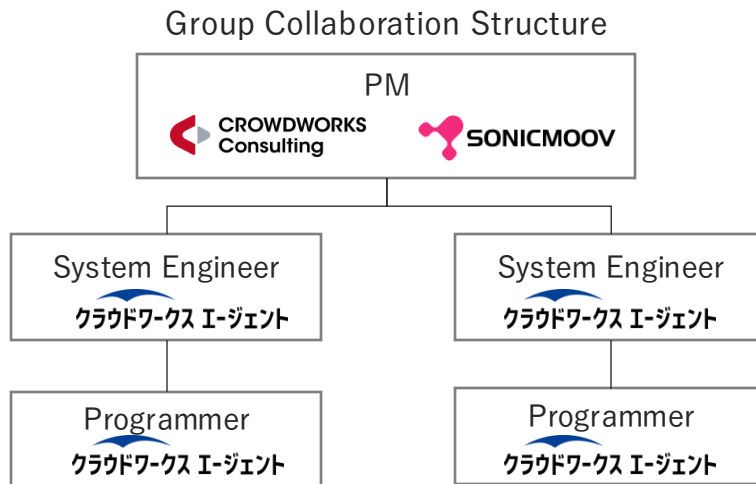 Group Collaboration Structure
PM
CROWDWORKS
Consulting
SONICMOOV
System Engineer
クラウドワークス エージェント
System Engineer
クラウドワークス エージェント
Programmer
クラウドワークス エージェント
Programmer
クラウドワークス エージェント